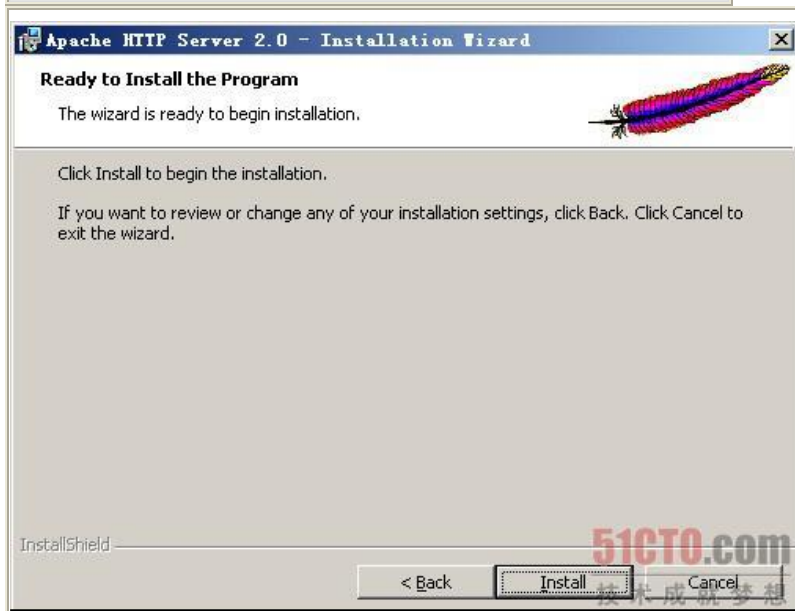 Apache HTTP Server 2.0 - Installation Wizard
Ready to Install the Program
The wizard is ready to begin installation.
Click Install to begin the installation.
If you want to review or change any of your installation settings, click Back. Click Cancel to
exit the wizard.
InstallShield
51CTO.com
< Back
Install
Cancel
技术成就梦想